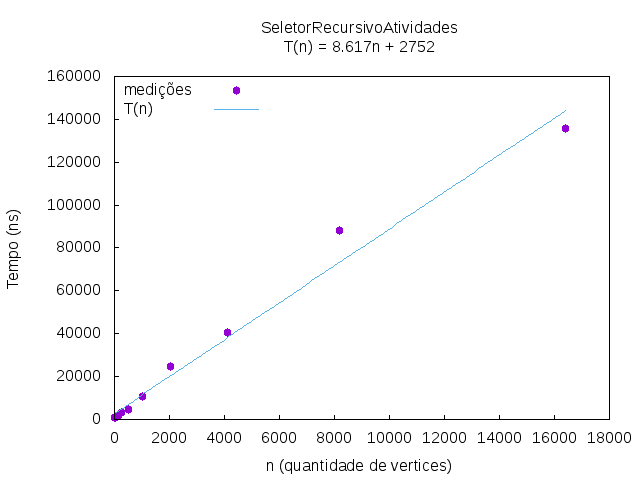 SeletorRecursivoAtividades
T(n) = 8.617n + 2752
160000
140000
120000
100000
80000
60000
40000
20000
0
medições
T(n)
Tempo (ns)
0 2000 4000 6000 8000 10000 12000 14000 16000 18000
n (quantidade de vertices)